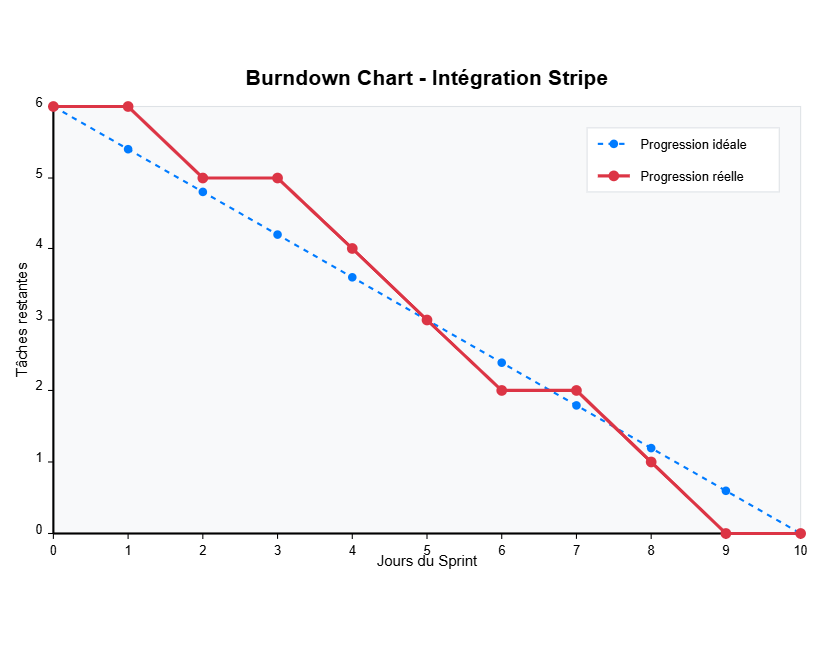 Burndown Chart - Intégration Stripe
Progression idéale
Progression réelle
Tâches restantes
6
5
4
3
2
1
0
0 1 2 3 4 5 6 7 8 9 10
Jours du Sprint